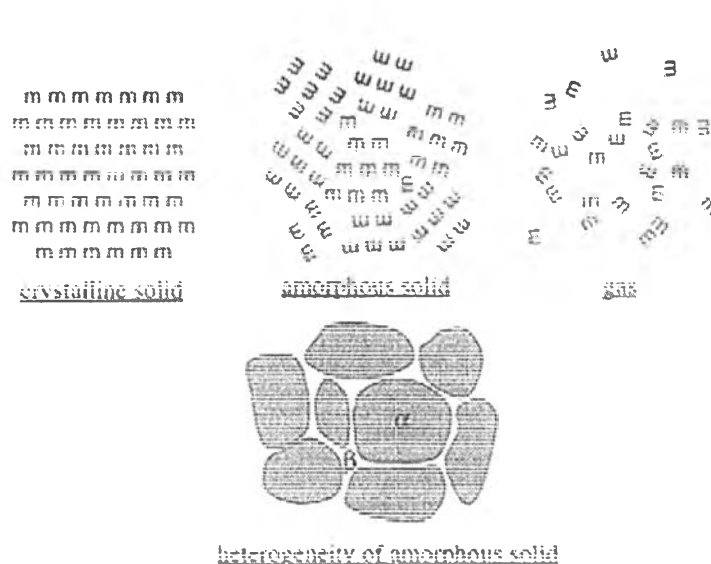 m m m m m m m
m m m m m m m m
m m m m m m m
m m m m m m m m
m m m m m m m
m m m m m m m m
m m m m m m
crystalline solid
amorphous solid
gas
α
β
heterogeneity of amorphous solid